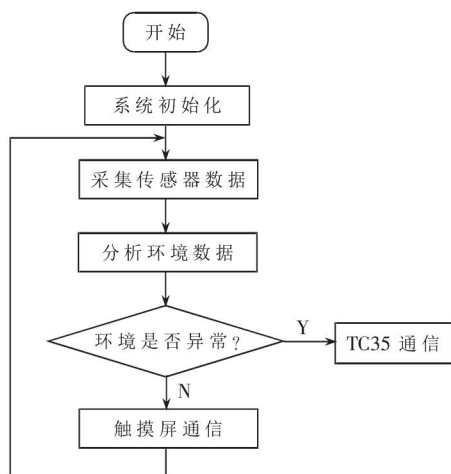 开始
系统初始化
采集传感器数据
分析环境数据
环境是否异常?
Y
TC35 通信
N
触摸屏通信